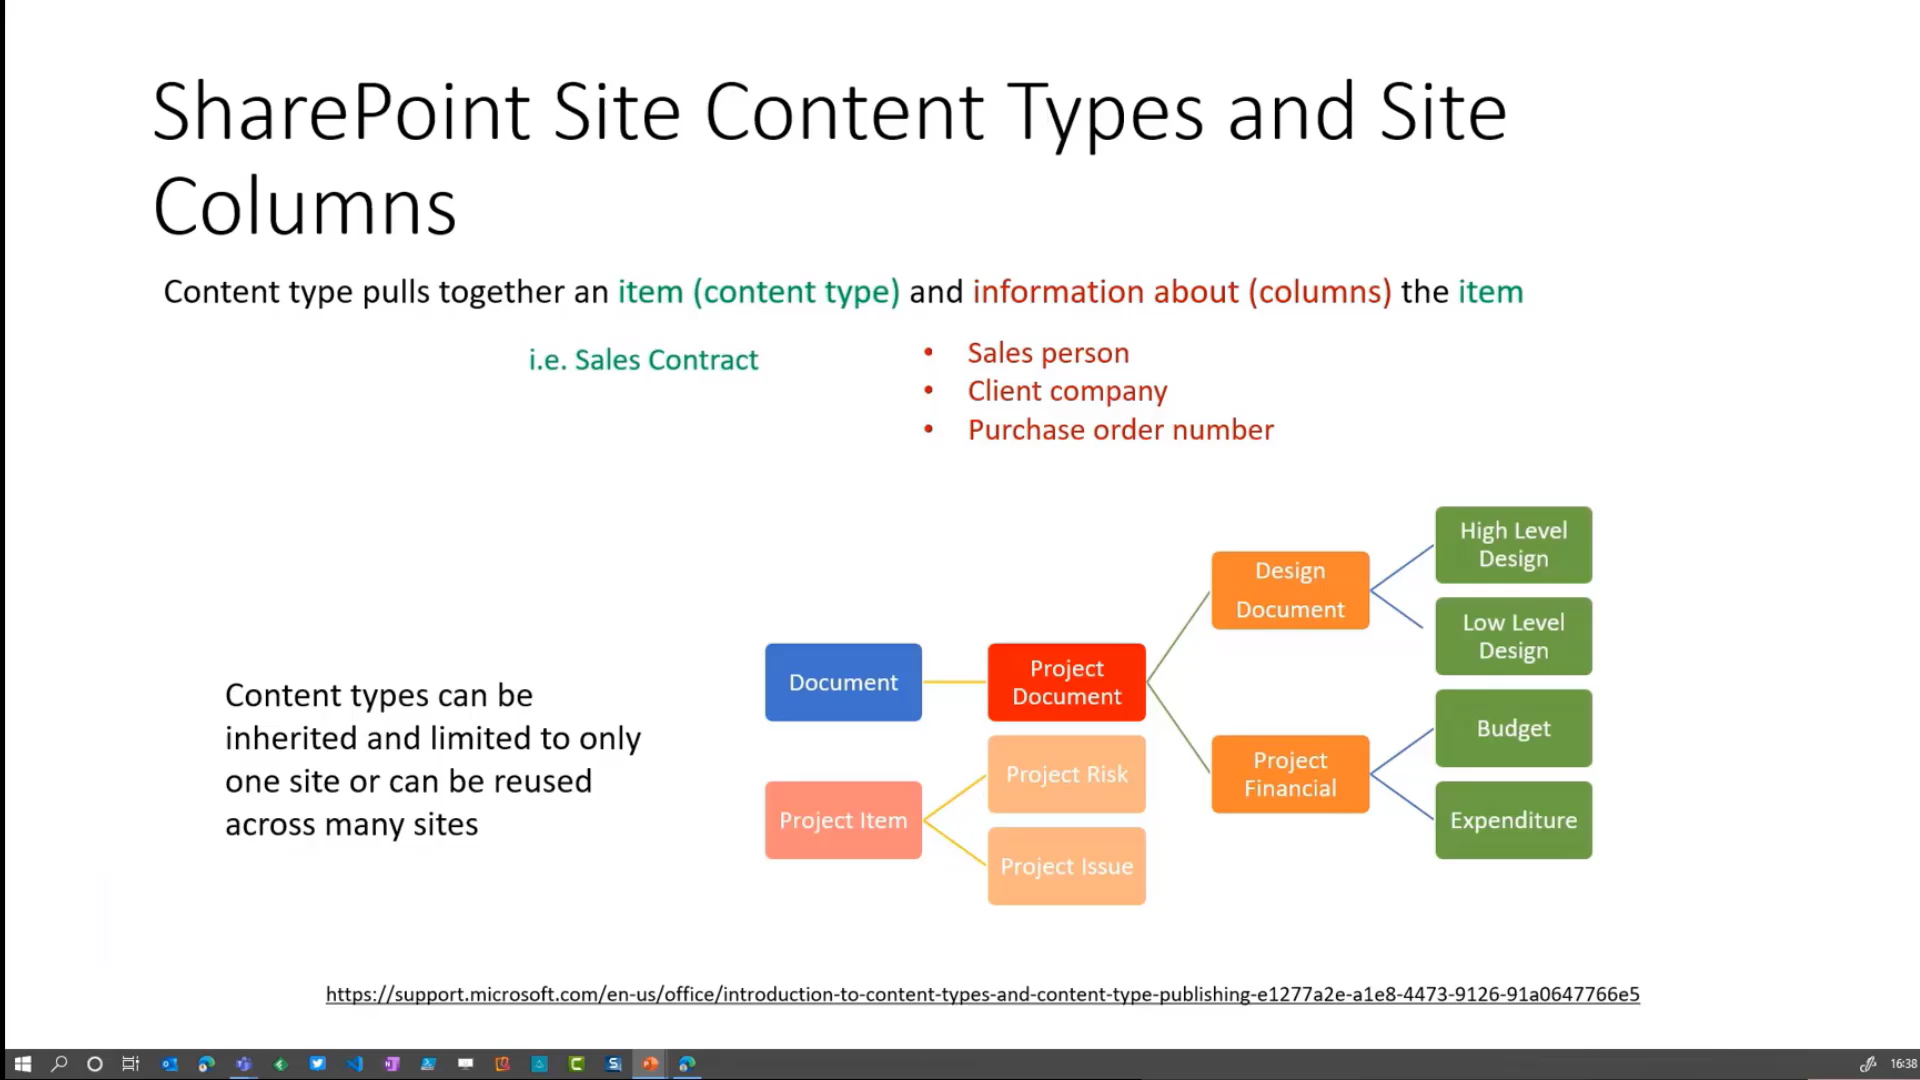 SharePoint Site Content Types and Site
Columns
Content type pulls together an item (content type) and information about (columns) the item
i.e. Sales Contract
• Sales person
• Client company
• Purchase order number
Content types can be
inherited and limited to only
one site or can be reused
across many sites
Document
Project
Document
Design
Document
High Level
Design
Low Level
Design
Project
Financial
Budget
Expenditure
Project Item
Project Risk
Project Issue
https://support.microsoft.com/en-us/office/introduction-to-content-types-and-content-type-publishing-e1277a2e-a1e8-4473-9126-91a0647766e5
16:38